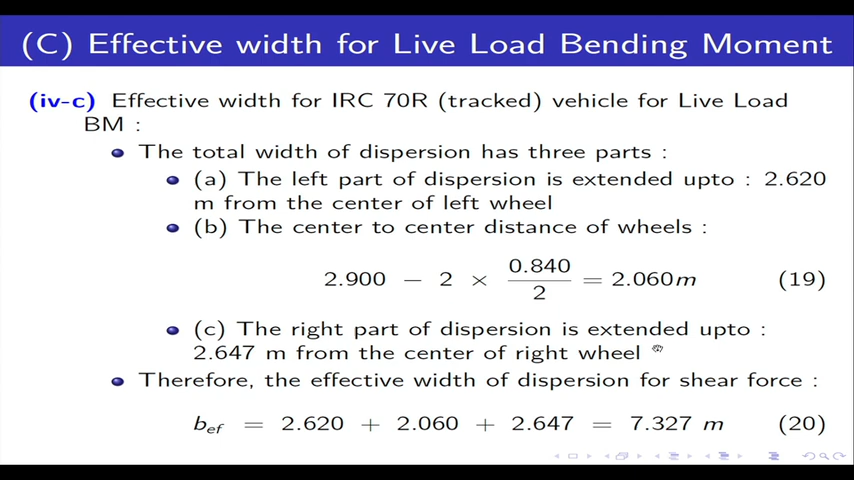 (C) Effective width for Live Load Bending Moment
(iv-c) Effective width for IRC 70R (tracked) vehicle for Live Load
BM :
The total width of dispersion has three parts :
(a) The left part of dispersion is extended upto : 2.620
m from the center of left wheel
(b) The center to center distance of wheels :
2.900 − 2 × 0.840/2 = 2.060m (19)
(c) The right part of dispersion is extended upto :
2.647 m from the center of right wheel
Therefore, the effective width of dispersion for shear force :
b_ef = 2.620 + 2.060 + 2.647 = 7.327 m (20)